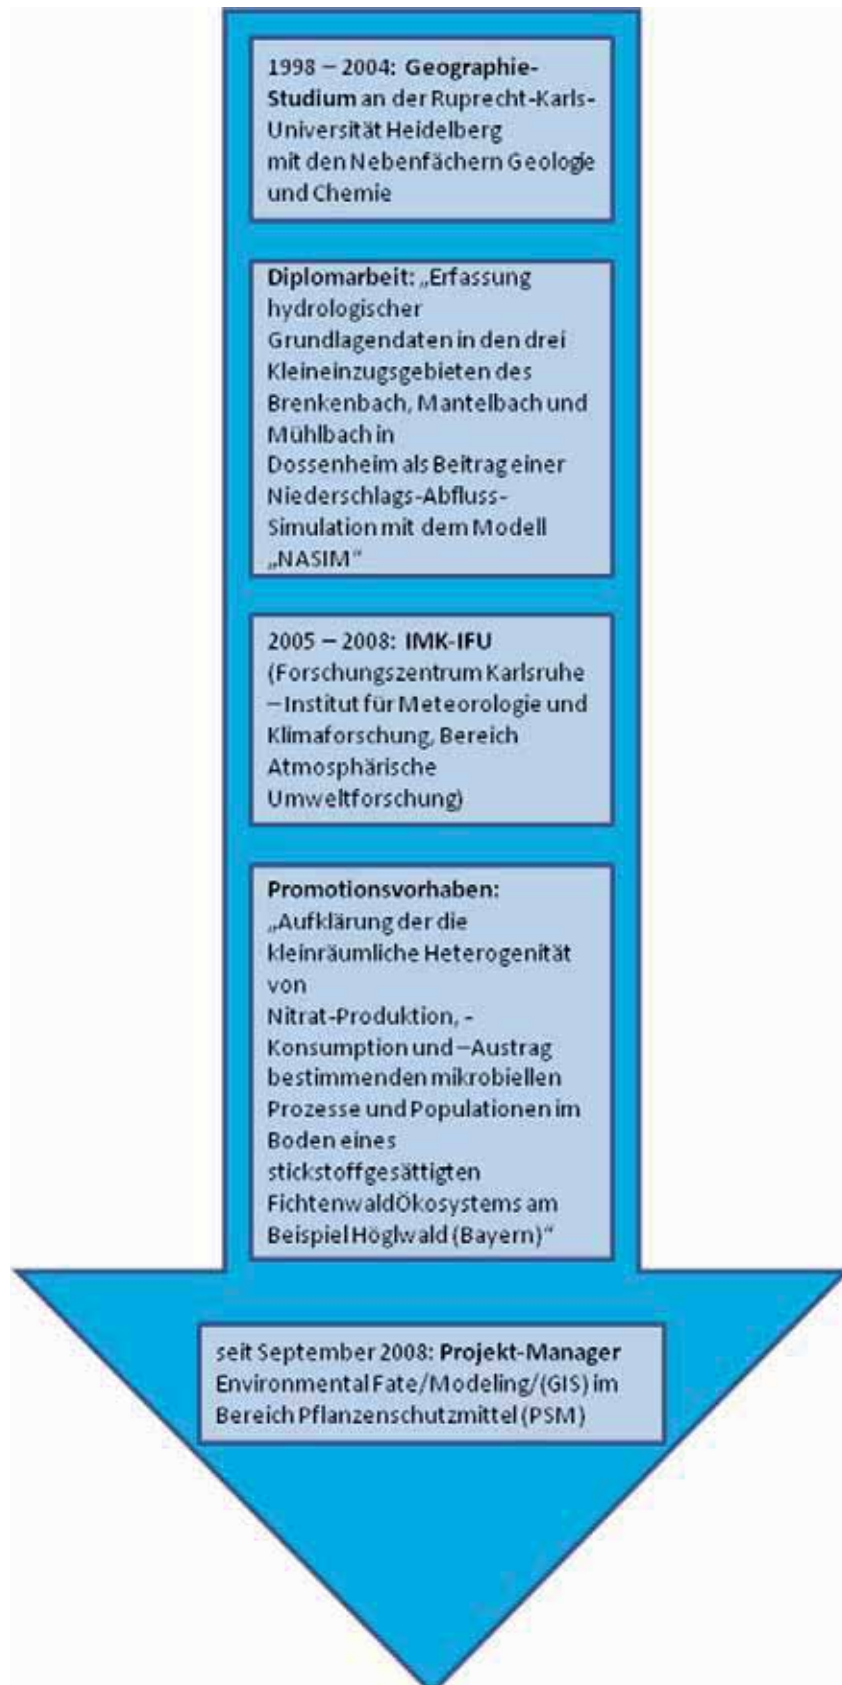 1998 – 2004: Geographie-
Studium an der Ruprecht-Karls-
Universität Heidelberg
mit den Nebenfächern Geologie
und Chemie
Diplomarbeit: „Erfassung
hydrologischer
Grundlagendaten in den drei
Kleineinzugsgebieten des
Brenkenbach, Mantelbach und
Mühlbach in
Dossenheim als Beitrag einer
Niederschlags-Abfluss-
Simulation mit dem Modell
„NASIM“
2005 – 2008: IMK-IFU
(Forschungszentrum Karlsruhe
– Institut für Meteorologie und
Klimaforschung, Bereich
Atmosphärische
Umweltforschung)
Promotionsvorhaben:
„Aufklärung der die
kleinräumliche Heterogenität
von
Nitrat-Produktion, -
Konsumption und –Austrag
bestimmenden mikrobiellen
Prozesse und Populationen im
Boden eines
stickstoffgesättigten
FichtenwaldÖkosystems am
Beispiel Höglwald (Bayern)“
seit September 2008: Projekt-Manager
Environmental Fate/Modeling/(GIS) im
Bereich Pflanzenschutzmittel (PSM)